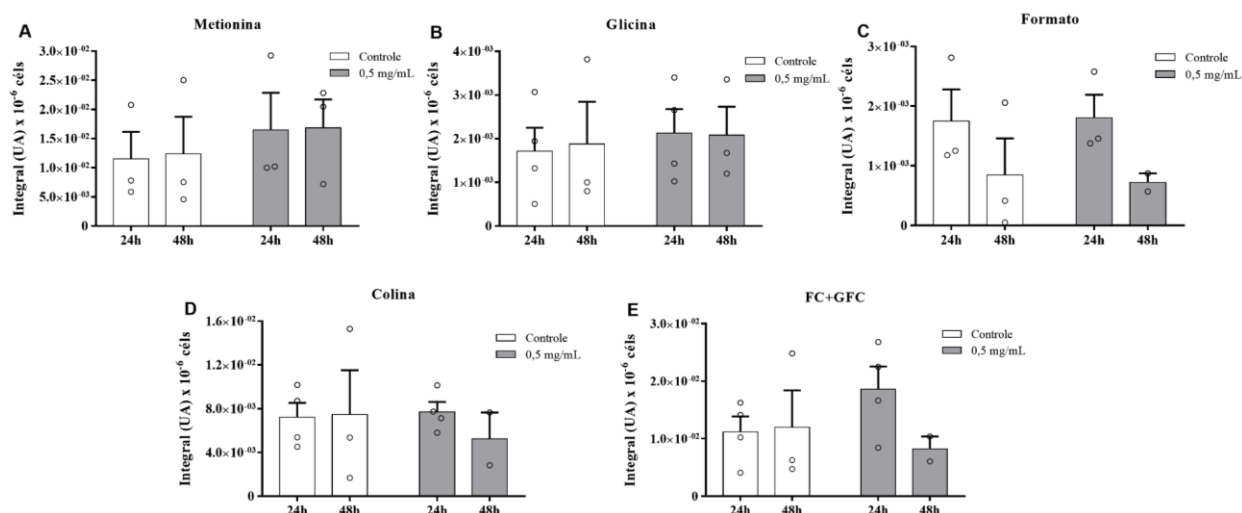 A
Metionina
Integral (UA) x 10⁻⁶ céls
3.0×10⁻⁰²
2.5×10⁻⁰²
2.0×10⁻⁰²
1.5×10⁻⁰²
1.0×10⁻⁰²
5.0×10⁻⁰³
0
24h 48h 24h 48h
Controle
0,5 mg/mL
B
Glicina
Integral (UA) x 10⁻⁶ céls
4×10⁻⁰³
3×10⁻⁰³
2×10⁻⁰³
1×10⁻⁰³
0
24h 48h 24h 48h
Controle
0,5 mg/mL
C
Formato
Integral (UA) x 10⁻⁶ céls
3×10⁻⁰³
2×10⁻⁰³
1×10⁻⁰³
0
24h 48h 24h 48h
Controle
0,5 mg/mL
D
Colina
Integral (UA) x 10⁻⁶ céls
1.6×10⁻⁰²
1.2×10⁻⁰²
8.0×10⁻⁰³
4.0×10⁻⁰³
0
24h 48h 24h 48h
Controle
0,5 mg/mL
E
FC+GFC
Integral (UA) x 10⁻⁶ céls
3.0×10⁻⁰²
2.0×10⁻⁰²
1.0×10⁻⁰²
0
24h 48h 24h 48h
Controle
0,5 mg/mL